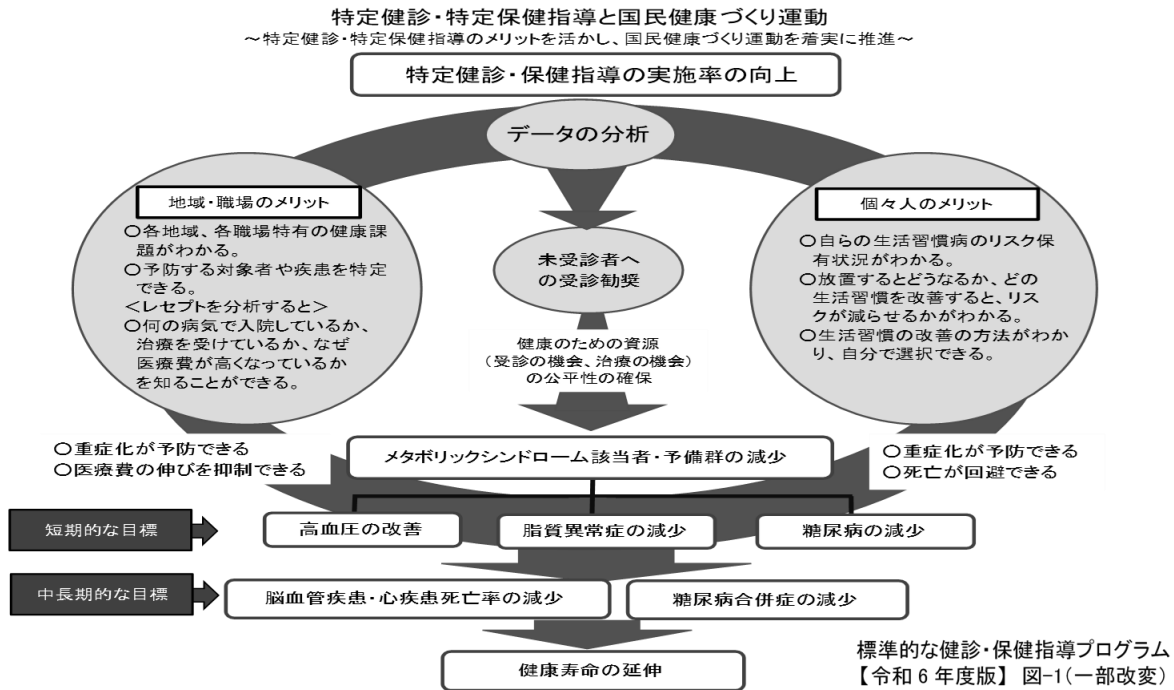 特定健診・特定保健指導と国民健康づくり運動
～特定健診・特定保健指導のメリットを活かし、国民健康づくり運動を着実に推進～
特定健診・保健指導の実施率の向上
データの分析
地域・職場のメリット
○各地域、各職場特有の健康課
題がわかる。
○予防する対象者や疾患を特定
できる。
＜レセプトを分析すると＞
○何の病気で入院しているか、
治療を受けているか、なぜ
医療費が高くなっているか
を知ることができる。
未受診者へ
の受診勧奨
健康のための資源
（受診の機会、治療の機会）
の公平性の確保
個々人のメリット
○自らの生活習慣病のリスク保
有状況がわかる。
○放置するとどうなるか、どの
生活習慣を改善すると、リス
クが減らせるかがわかる。
○生活習慣の改善の方法がわか
り、自分で選択できる。
○重症化が予防できる
○医療費の伸びを抑制できる
メタボリックシンドローム該当者・予備群の減少
○重症化が予防できる
○死亡が回避できる
短期的な目標
高血圧の改善
脂質異常症の減少
糖尿病の減少
中長期的な目標
脳血管疾患・心疾患死亡率の減少
糖尿病合併症の減少
健康寿命の延伸
標準的な健診・保健指導プログラム
【令和６年度版】 図-1（一部改変）